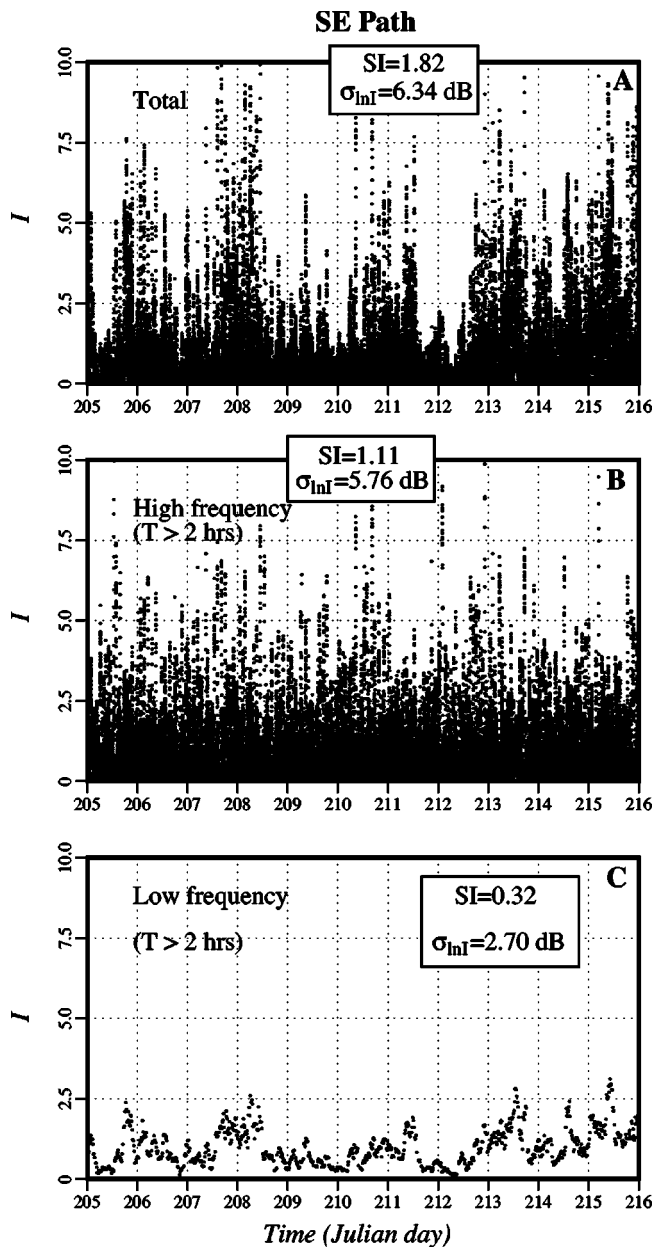 SE Path
SI=1.82
σlnI=6.34 dB
A
Total
10.0
7.5
5.0
2.5
0
I
205 206 207 208 209 210 211 212 213 214 215 216
SI=1.11
σlnI=5.76 dB
B
High frequency
(T > 2 hrs)
10.0
7.5
5.0
2.5
0
I
205 206 207 208 209 210 211 212 213 214 215 216
C
Low frequency
(T > 2 hrs)
SI=0.32
σlnI=2.70 dB
10.0
7.5
5.0
2.5
0
I
205 206 207 208 209 210 211 212 213 214 215 216
Time (Julian day)